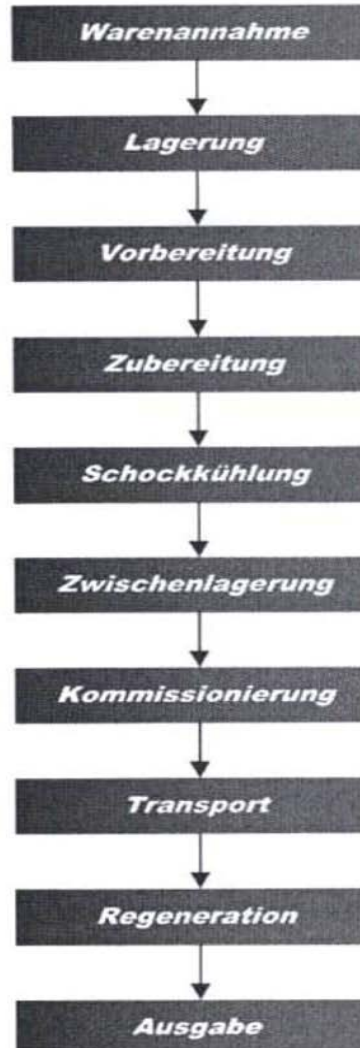 Warenannahme
Lagerung
Vorbereitung
Zubereitung
Schockkühlung
Zwischenlagerung
Kommissionierung
Transport
Regeneration
Ausgabe